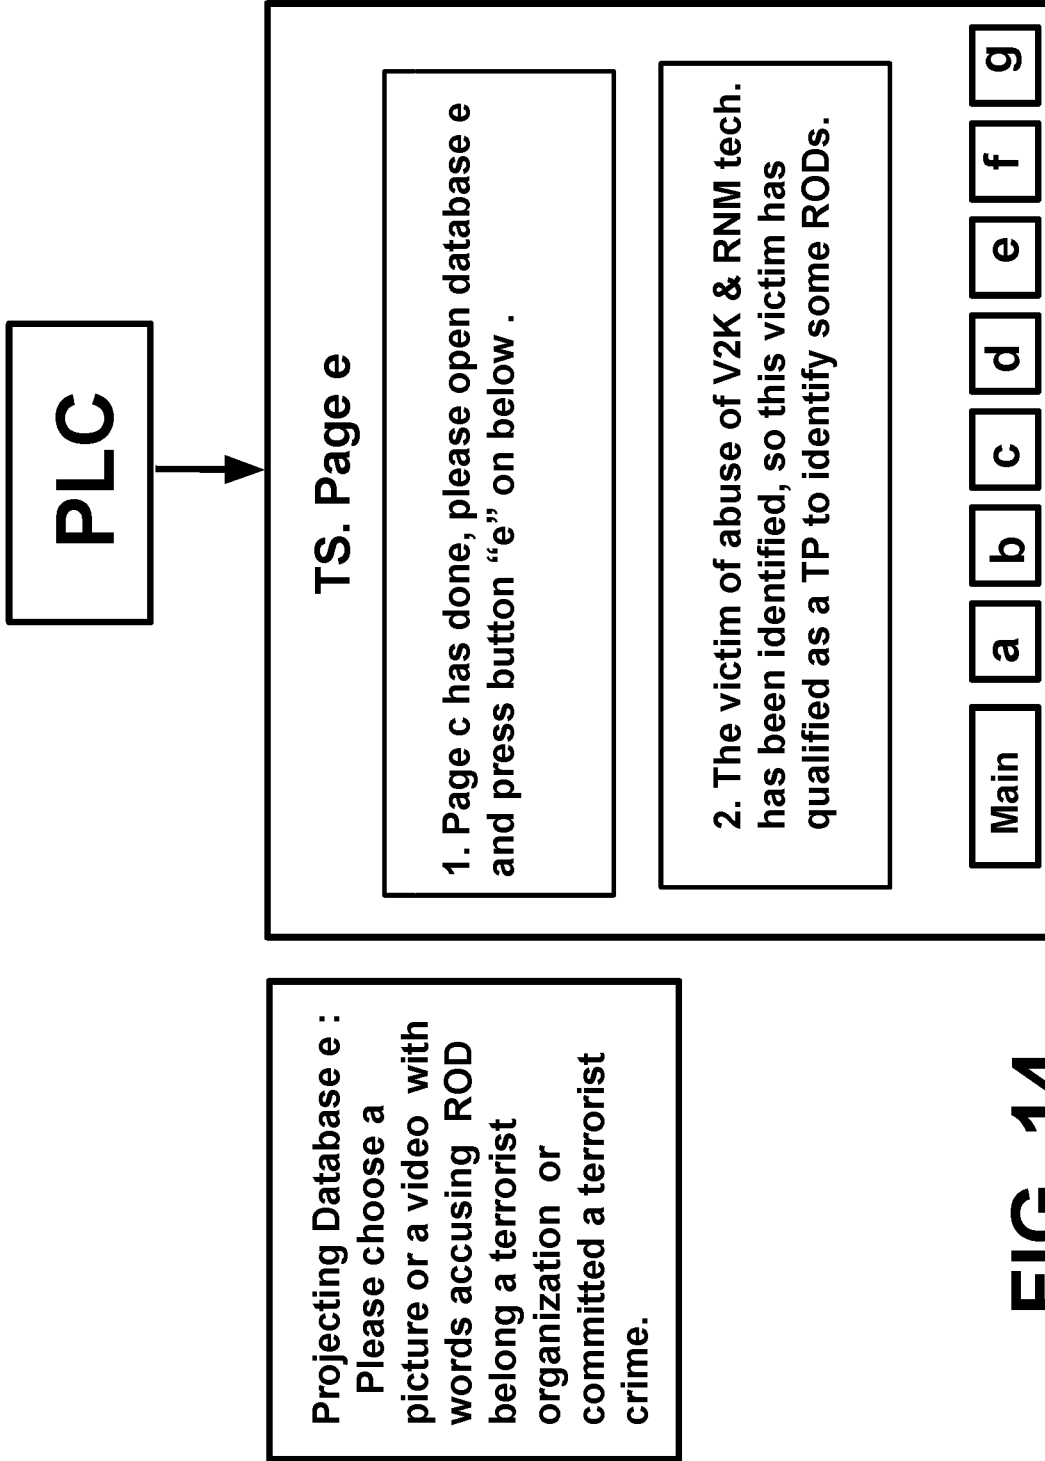 PLC
TS. Page e
1. Page c has done, please open database e
and press button “e” on below .
2. The victim of abuse of V2K & RNM tech.
has been identified, so this victim has
qualified as a TP to identify some RODs.
Main a b c d e f g
Projecting Database e :
Please choose a
picture or a video with
words accusing ROD
belong a terrorist
organization or
committed a terrorist
crime.
FIG. 14